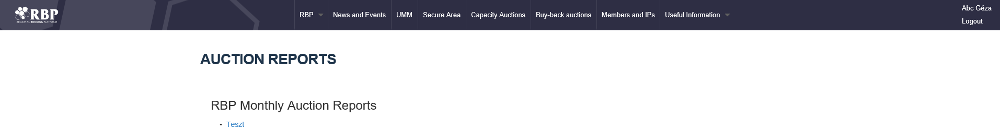 RBP
REGIONAL BOOKING PLATFORM
RBP
News and Events
UMM
Secure Area
Capacity Auctions
Buy-back auctions
Members and IPs
Useful Information
Abc Géza
Logout
AUCTION REPORTS
RBP Monthly Auction Reports
• Teszt